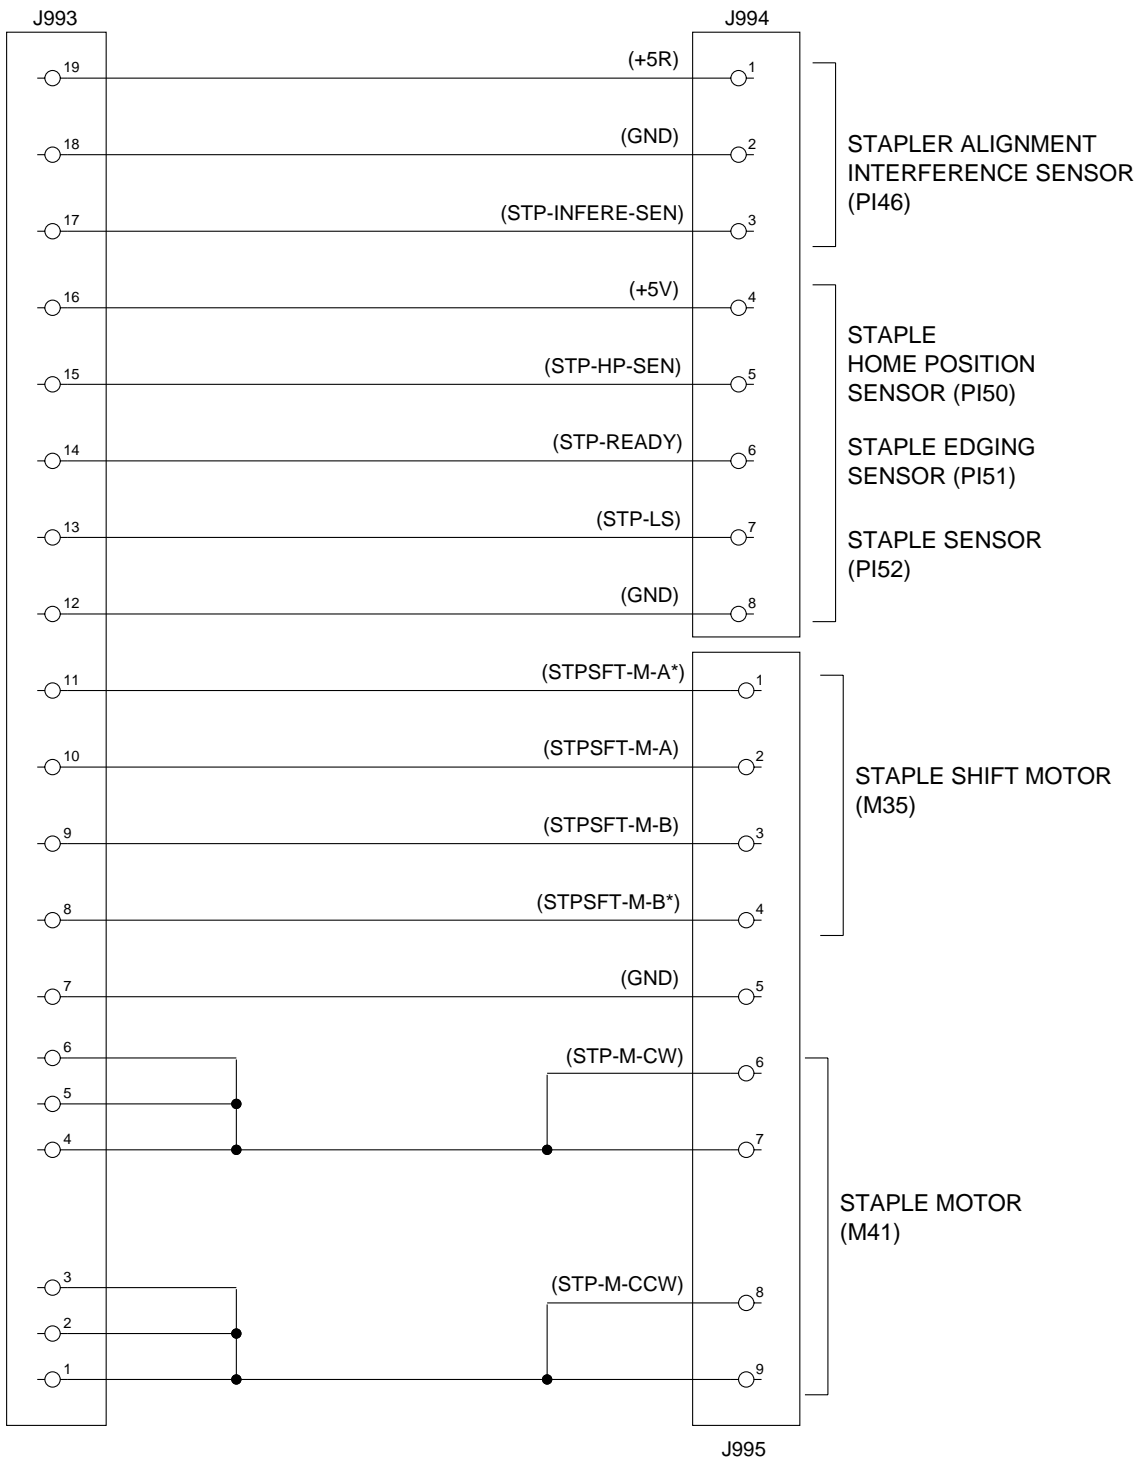 J993 J994
19 (+5R) 1
18 (GND) 2
STAPLER ALIGNMENT
INTERFERENCE SENSOR
(PI46)
17 (STP-INFERE-SEN) 3
16 (+5V) 4
STAPLE
HOME POSITION
SENSOR (PI50)
15 (STP-HP-SEN) 5
14 (STP-READY) 6
STAPLE EDGING
SENSOR (PI51)
13 (STP-LS) 7
STAPLE SENSOR
(PI52)
12 (GND) 8
11 (STPSFT-M-A*) 1
10 (STPSFT-M-A) 2
STAPLE SHIFT MOTOR
(M35)
9 (STPSFT-M-B) 3
8 (STPSFT-M-B*) 4
7 (GND) 5
6 (STP-M-CW) 6
5
4 7
STAPLE MOTOR
(M41)
3 (STP-M-CCW) 8
2
1 9
J995